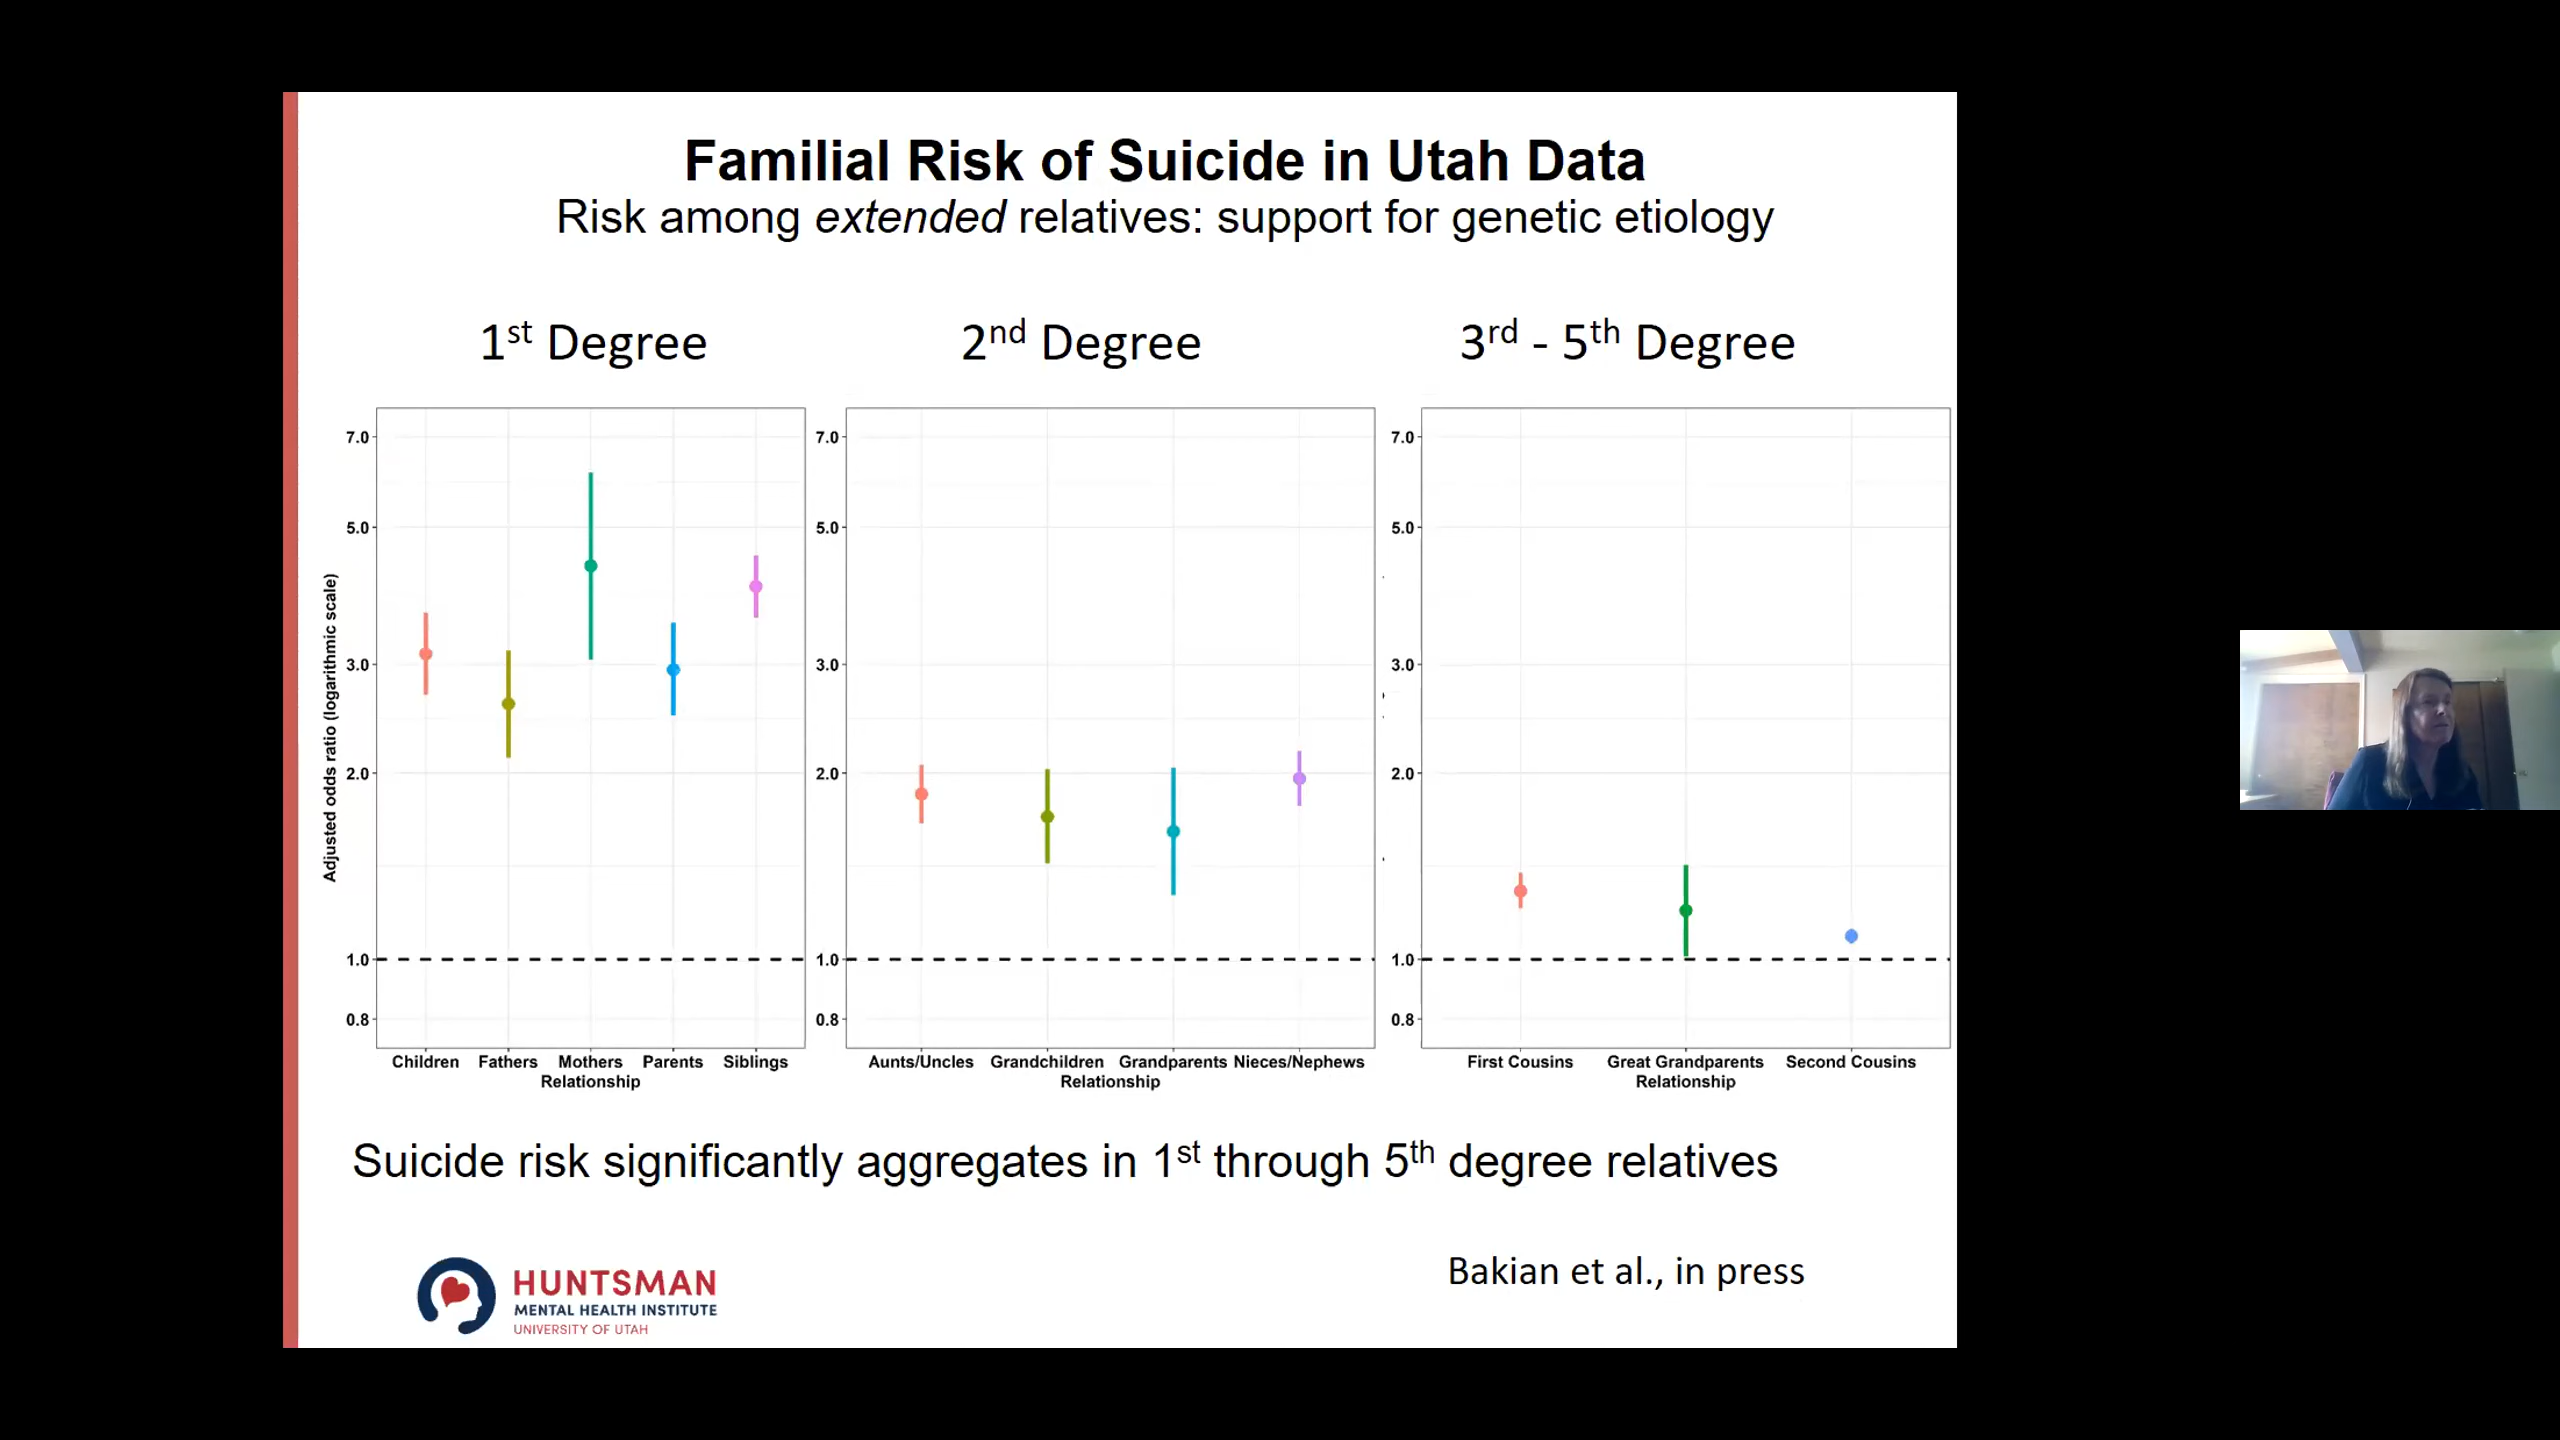 Familial Risk of Suicide in Utah Data
Risk among extended relatives: support for genetic etiology
1st Degree
2nd Degree
3rd - 5th Degree
Adjusted odds ratio (logarithmic scale)
7.0
5.0
3.0
2.0
1.0
0.8
Children Fathers Mothers Parents Siblings
Relationship
7.0
5.0
3.0
2.0
1.0
0.8
Aunts/Uncles Grandchildren Grandparents Nieces/Nephews
Relationship
7.0
5.0
3.0
2.0
1.0
0.8
First Cousins Great Grandparents Second Cousins
Relationship
Suicide risk significantly aggregates in 1st through 5th degree relatives
Bakian et al., in press
HUNTSMAN
MENTAL HEALTH INSTITUTE
UNIVERSITY OF UTAH